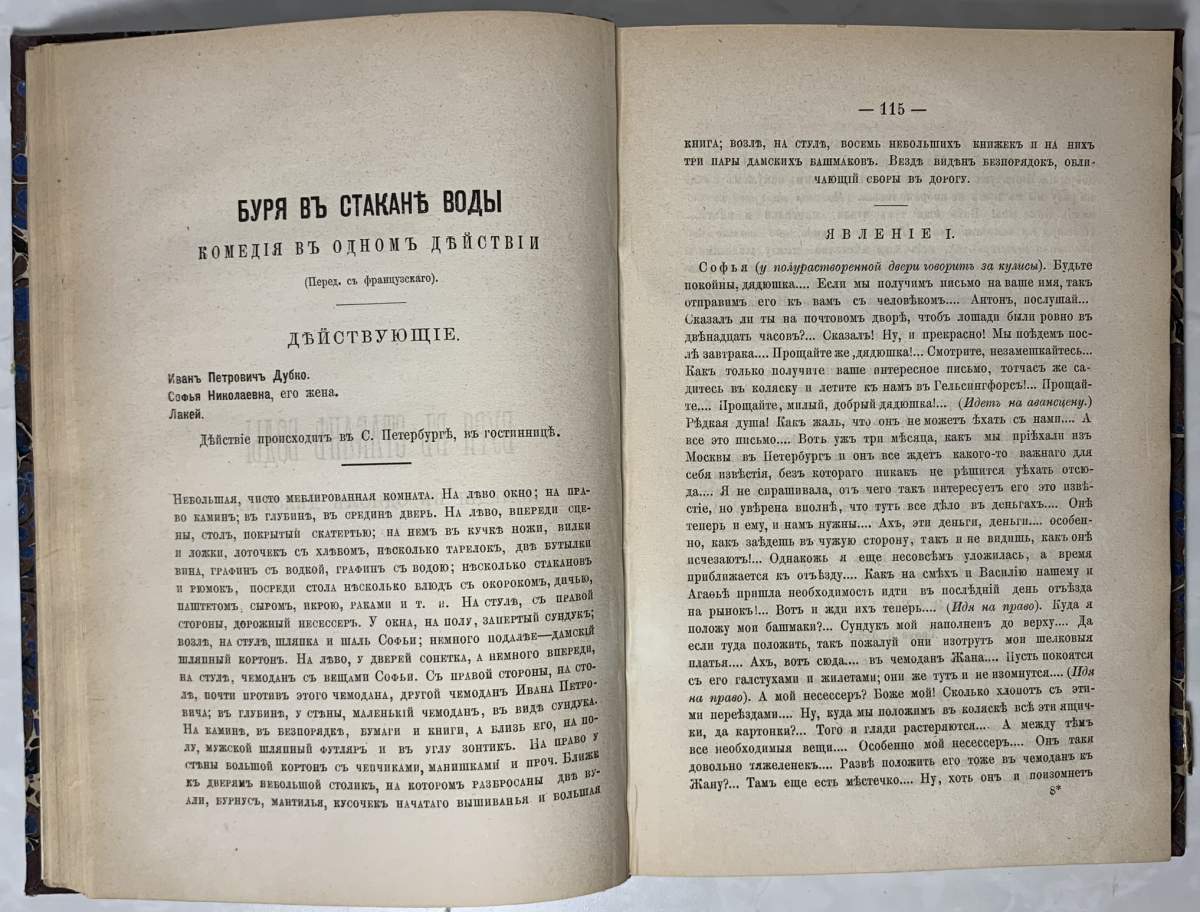 БУРЯ ВЪ СТАКАНѢ ВОДЫ
КОМЕДІЯ ВЪ ОДНОМЪ ДѢЙСТВІИ
(Перед. съ французскаго).
ДѢЙСТВУЮЩІЕ.
Иванъ Петровичъ Дубко.
Софья Николаевна, его жена.
Лакей.
Дѣйствіе происходитъ въ С. Петербургѣ, въ гостинницѣ.
Небольшая, чисто меблированная комната. На лѣво окно; на пра-
во каминъ; въ глубинѣ, въ срединѣ дверь. На лѣво, впереди сце-
ны, столъ, покрытый скатертью; на немъ въ кучкѣ ножи, вилки
и ложки, лоточекъ съ хлѣбомъ, нѣсколько тарелокъ, двѣ бутылки
вина, графинъ съ водкой, графинъ съ водою; нѣсколько стакановъ
и рюмокъ, посреди стола нѣсколько блюдъ съ окорокомъ, дичью,
паштетомъ, сыромъ, икрою, раками и т. п. На стулѣ, съ правой
стороны, дорожный несессеръ. У окна, на полу, запертый сундукъ;
возлѣ, на стулѣ, шляпка и шаль Софьи; немного подалѣе—дамскій
шляпный кортонъ. На лѣво, у дверей сонетка, а немного впереди,
на стулѣ, чемоданъ съ вещами Софьи. Съ правой стороны, на сто-
лѣ, почти противъ этого чемодана, другой чемоданъ Ивана Петро-
вича; въ глубинѣ, у стѣны, маленькій чемоданъ, въ видѣ сундука.
На каминѣ, въ безпорядкѣ, бумаги и книги, а близь его, на по-
лу, мужской шляпный футляръ и въ углу зонтикъ. На право у
стѣны большой кортонъ съ чепчиками, манишками и проч. Ближе
къ дверямъ небольшой столикъ, на которомъ разбросаны двѣ ву-
али, бурнусъ, мантилья, кусочекъ начатаго вышиванья и большая
— 115 —
книга; возлѣ, на стулѣ, восемь небольшихъ книжекъ и на нихъ
три пары дамскихъ башмаковъ. Вездѣ видѣнъ безпорядокъ, обли-
чающій сборы въ дорогу.
ЯВЛЕНІЕ I.
Софья (у полурастворенной двери говоритъ за кулисы). Будьте
покойны, дядюшка.... Если мы получимъ письмо на ваше имя, такъ
отправимъ его къ вамъ съ человѣкомъ.... Антонъ, послушай...
Сказалъ ли ты на почтовомъ дворѣ, чтобъ лошади были ровно въ
двѣнадцать часовъ?... Сказалъ! Ну, и прекрасно! Мы поѣдемъ пос-
лѣ завтрака.... Прощайте же ,дядюшка!... Смотрите, незамешкайтесь...
Какъ только получите ваше интересное письмо, тотчасъ же са-
дитесь въ коляску и летите къ намъ въ Гельсингфорсъ!... Прощай-
те.... Прощайте, милый, добрый дядюшка!... (Идетъ на авансцену.)
Рѣдкая душа! Какъ жаль, что онъ не можетъ ѣхать съ нами.... А
все это письмо.... Вотъ ужъ три мѣсяца, какъ мы пріѣхали изъ
Москвы въ Петербургъ и онъ все ждетъ какого-то важнаго для
себя извѣстія, безъ котораго никакъ не рѣшится уѣхать отсю-
да.... Я не спрашивала, отъ чего такъ интересуетъ его это извѣ-
стіе, но увѣрена вполнѣ, что тутъ все дѣло въ деньгахъ.... Онѣ
теперь и ему, и намъ нужны.... Ахъ, эти деньги, деньги.... особен-
но, какъ заѣдешь въ чужую сторону, такъ и не видишь, какъ онѣ
исчезаютъ!... Однакожъ я еще несовсѣмъ уложилась, а время
приближается къ отъѣзду.... Какъ на смѣхъ и Василію нашему и
Агаѳьѣ пришла необходимость идти въ послѣдній день отъѣзда
на рынокъ!... Вотъ и жди ихъ теперь.... (Идя на право). Куда я
положу мои башмаки?... Сундукъ мой наполненъ до верху.... Да
если туда положить, такъ пожалуй они изотрутъ мои шелковыя
платья.... Ахъ, вотъ сюда.... въ чемоданъ Жана.... Пусть покоятся
съ его галстухами и жилетами; они же тутъ и не изомнутся.... (Идя
на право). А мой несессеръ? Боже мой! Сколько хлопотъ съ эти-
ми переѣздами.... Ну, куда мы положимъ въ коляскѣ всѣ эти ящич-
ки, да картонки?... Того и гляди растеряются.... А между тѣмъ
все необходимыя вещи.... Особенно мой несессеръ.... Онъ такя
довольно тяжеленекъ.... Развѣ положить его тоже въ чемоданъ къ
Жану?... Тамъ еще есть мѣстечко.... Ну, хоть онъ и поизомнетъ
8*